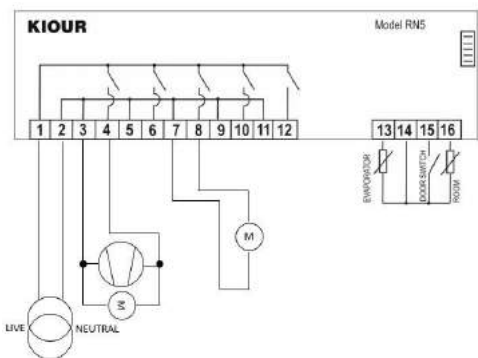 KIOUR
Model RN5
1 2 3 4 5 6 7 8 9 10 11 12
13 14 15 16
EVAPORATOR
DOOR SWITCH
ROOM
M
M
LIVE
NEUTRAL